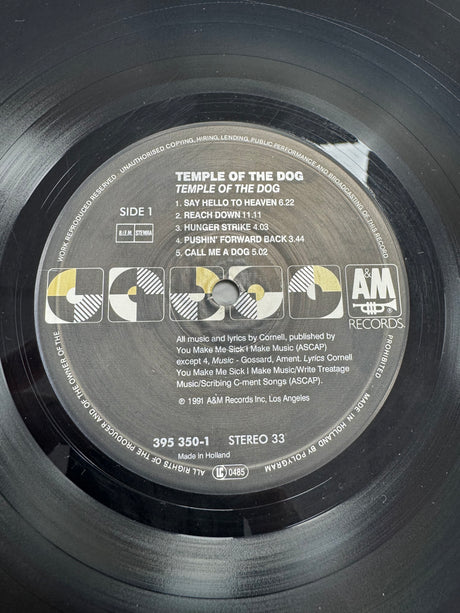 TEMPLE OF THE DOG
TEMPLE OF THE DOG
SIDE 1
1. SAY HELLO TO HEAVEN 6.22
2. REACH DOWN 11.11
3. HUNGER STRIKE 4.03
4. PUSHIN' FORWARD BACK 3.44
5. CALL ME A DOG 5.02
B.I.E.M. STEMRA
A&M
RECORDS.
All music and lyrics by Cornell, published by
You Make Me Sick I Make Music (ASCAP).
except 4, Music - Gossard, Ament. Lyrics Cornell
You Make Me Sick I Make Music/Write Treatage
Music/Scribing C-ment Songs (ASCAP).
℗ 1991 A&M Records Inc, Los Angeles
395 350-1 STEREO 33
Made in Holland
LC 0485
ALL RIGHTS OF THE PRODUCER AND OF THE OWNER OF THE WORK REPRODUCED RESERVED UNAUTHORISED COPYING, HIRING, LENDING, PUBLIC PERFORMANCE AND BROADCASTING OF THIS RECORD PROHIBITED
MADE IN HOLLAND BY POLYGRAM